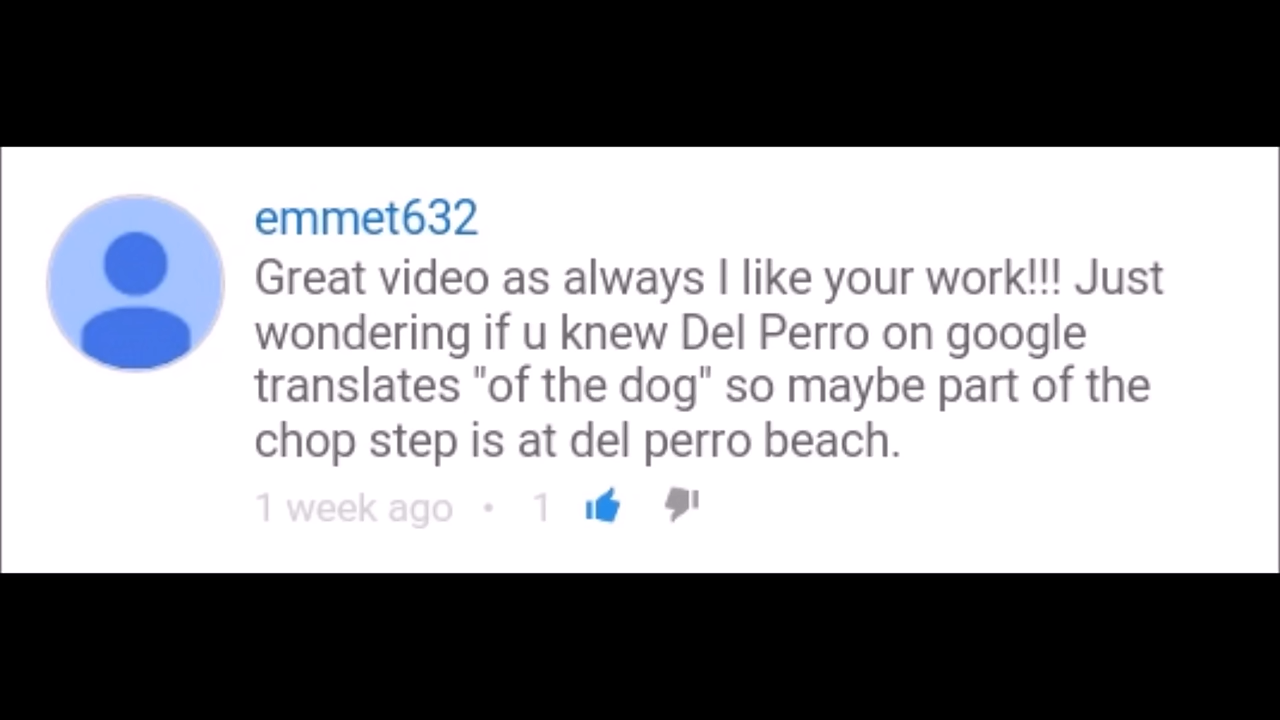 emmet632
Great video as always I like your work!!! Just
wondering if u knew Del Perro on google
translates "of the dog" so maybe part of the
chop step is at del perro beach.
1 week ago • 1